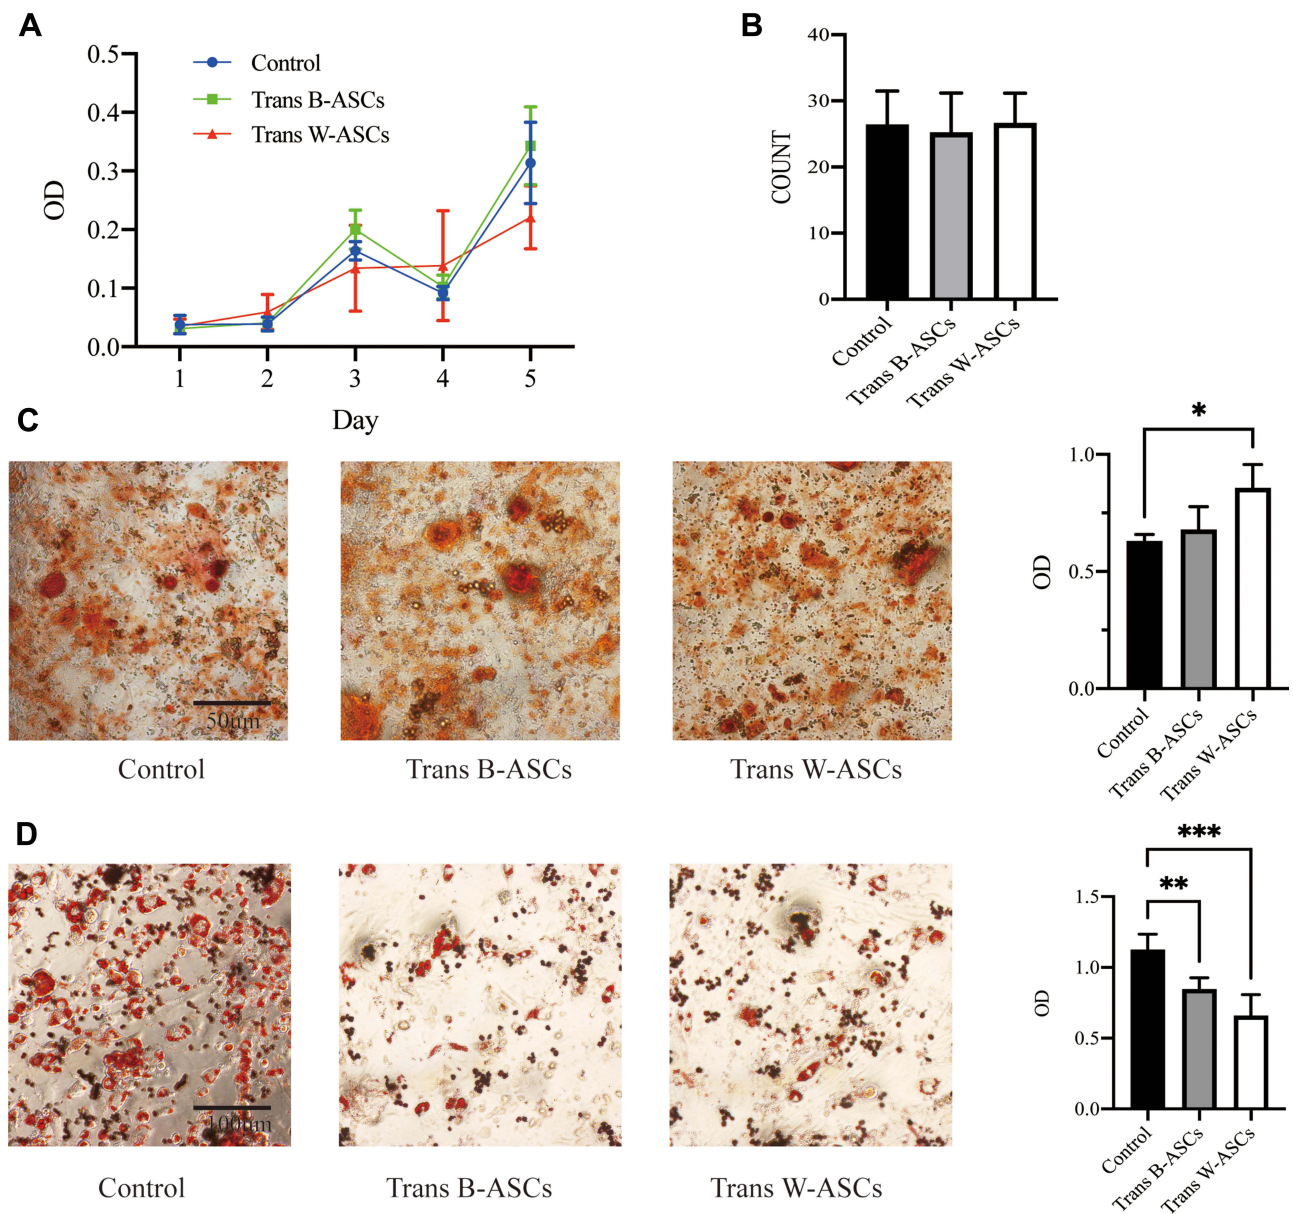 A
0.5
0.4
0.3
0.2
0.1
0.0
OD
Control
Trans B-ASCs
Trans W-ASCs
1 2 3 4 5
Day
B
40
30
20
10
0
COUNT
Control
Trans B-ASCs
Trans W-ASCs
C
50um
Control
Trans B-ASCs
Trans W-ASCs
*
1.0
0.5
0.0
OD
Control
Trans B-ASCs
Trans W-ASCs
D
100um
Control
Trans B-ASCs
Trans W-ASCs
***
**
1.5
1.0
0.5
0.0
OD
Control
Trans B-ASCs
Trans W-ASCs